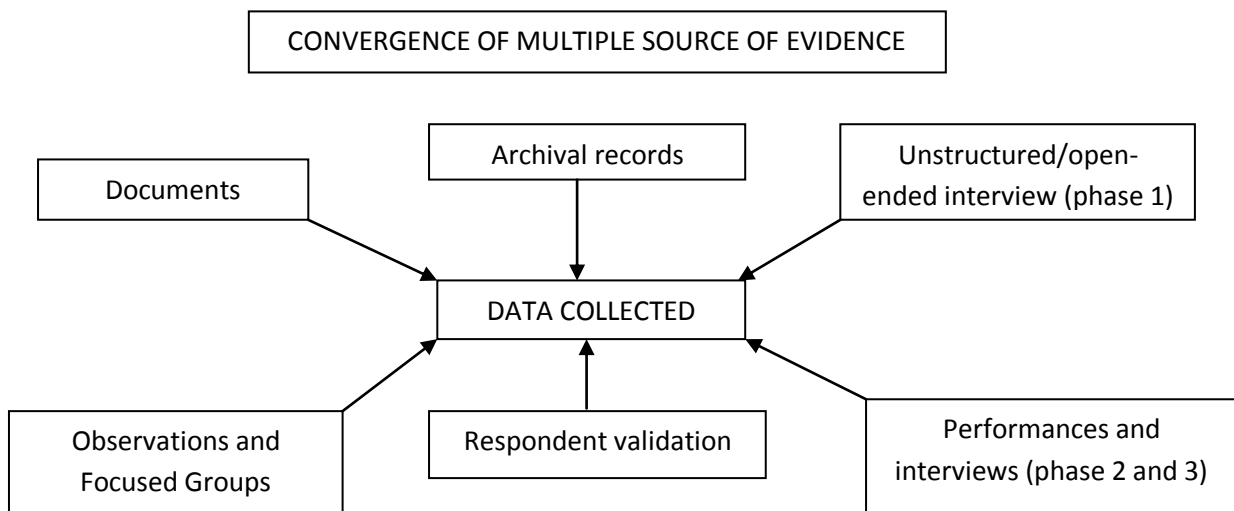 CONVERGENCE OF MULTIPLE SOURCE OF EVIDENCE
Documents
Archival records
Unstructured/open-
ended interview (phase 1)
DATA COLLECTED
Observations and
Focused Groups
Respondent validation
Performances and
interviews (phase 2 and 3)